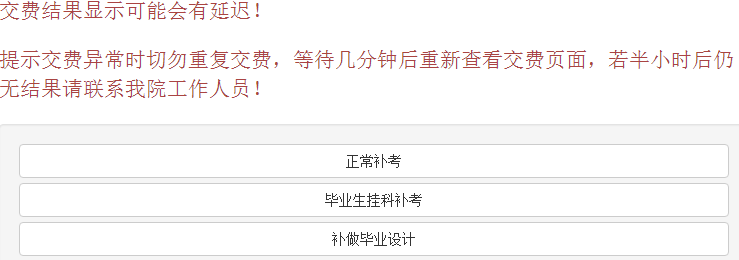 交费结果显示可能会有延迟！
提示交费异常时切勿重复交费，等待几分钟后重新查看交费页面，若半小时后仍
无结果请联系我院工作人员！
正常补考
毕业生挂科补考
补做毕业设计